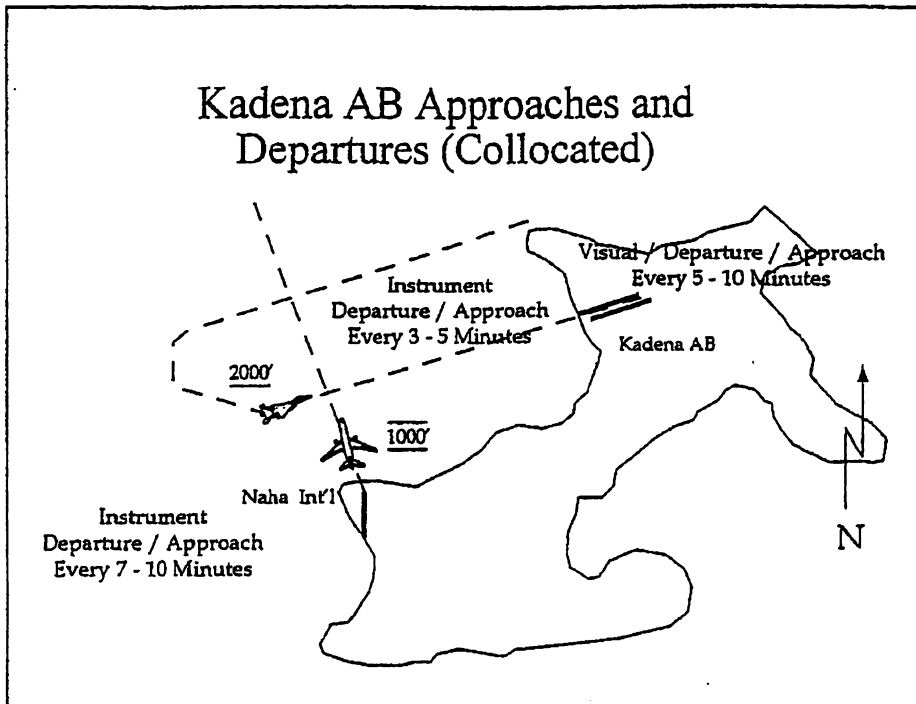 Kadena AB Approaches and
Departures (Collocated)
Visual / Departure / Approach
Every 5 - 10 Minutes
Instrument
Departure / Approach
Every 3 - 5 Minutes
Kadena AB
2000'
1000'
Naha Int'l
Instrument
Departure / Approach
Every 7 - 10 Minutes
N
N